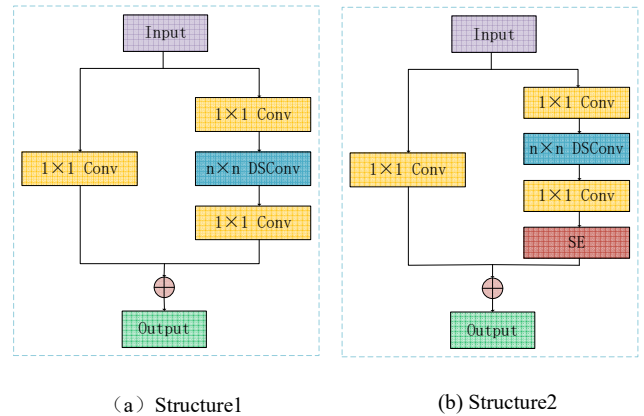 Input
1×1 Conv
1×1 Conv
n×n DSConv
1×1 Conv
Output
（a）Structure1
Input
1×1 Conv
1×1 Conv
n×n DSConv
1×1 Conv
SE
Output
(b) Structure2